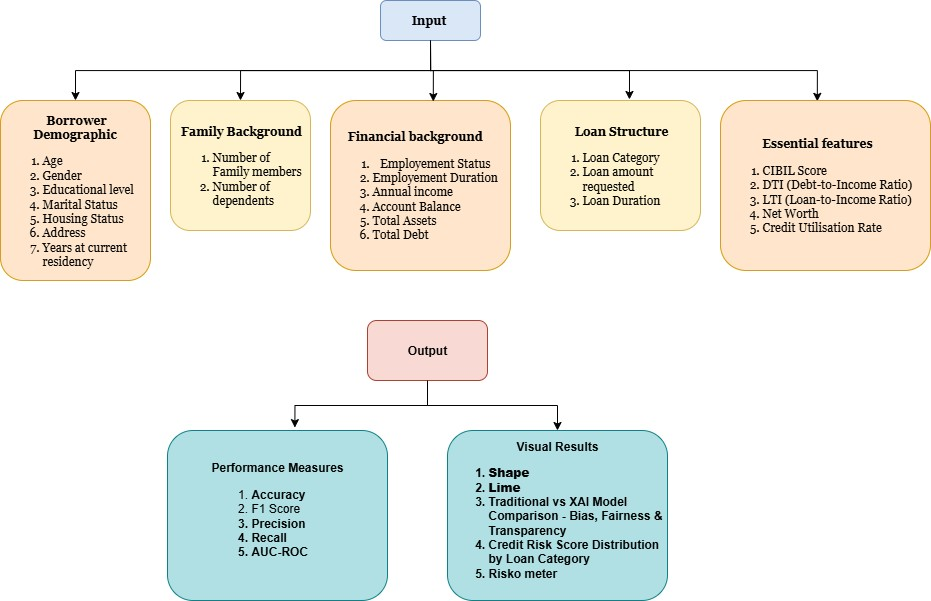 Input
Borrower
Demographic
1. Age
2. Gender
3. Educational level
4. Marital Status
5. Housing Status
6. Address
7. Years at current
residency
Family Background
1. Number of
Family members
2. Number of
dependents
Financial background
1. Employement Status
2. Employement Duration
3. Annual income
4. Account Balance
5. Total Assets
6. Total Debt
Loan Structure
1. Loan Category
2. Loan amount
requested
3. Loan Duration
Essential features
1. CIBIL Score
2. DTI (Debt-to-Income Ratio)
3. LTI (Loan-to-Income Ratio)
4. Net Worth
5. Credit Utilisation Rate
Output
Performance Measures
1. Accuracy
2. F1 Score
3. Precision
4. Recall
5. AUC-ROC
Visual Results
1. Shape
2. Lime
3. Traditional vs XAI Model
Comparison - Bias, Fairness &
Transparency
4. Credit Risk Score Distribution
by Loan Category
5. Risko meter